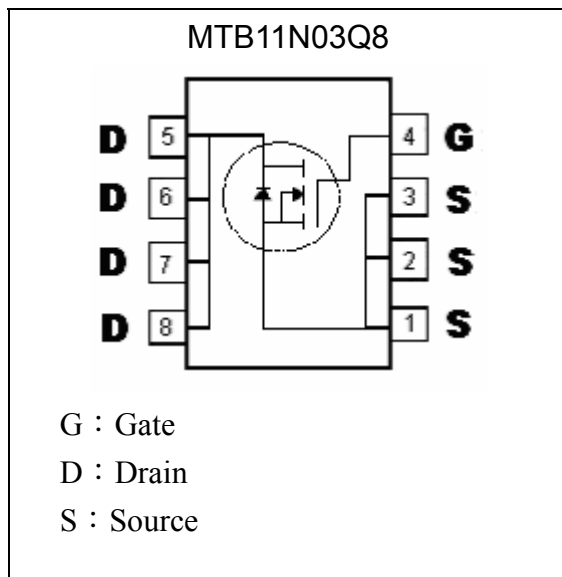 MTB11N03Q8
D 5 4 G
D 6 3 S
D 7 2 S
D 8 1 S
G：Gate
D：Drain
S：Source